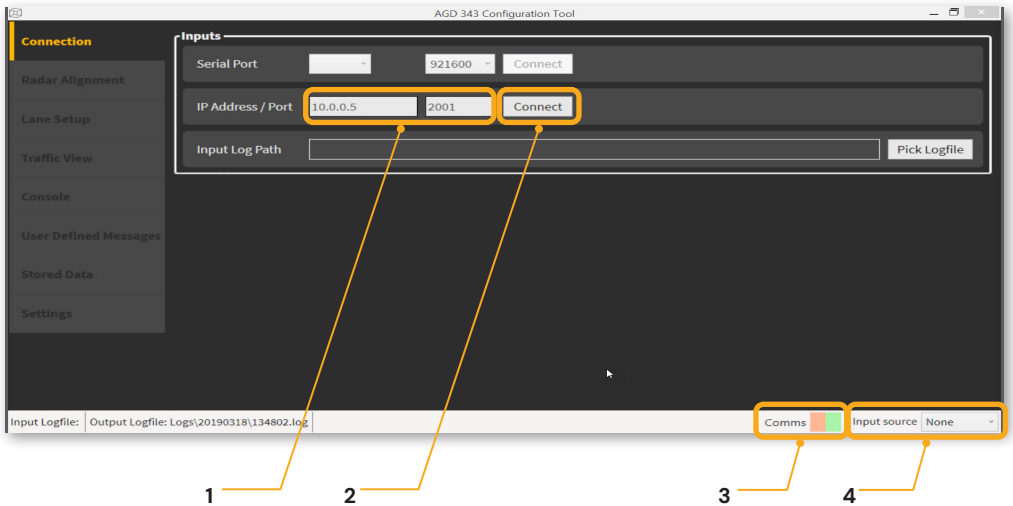 AGD 343 Configuration Tool
Connection
Radar Alignment
Lane Setup
Traffic View
Console
User Defined Messages
Stored Data
Settings
Inputs
Serial Port 921600 Connect
IP Address / Port 10.0.0.5 2001 Connect
Input Log Path Pick Logfile
Input Logfile: Output Logfile: Logs\20190318\134802.log Comms Input source None
1 2 3 4